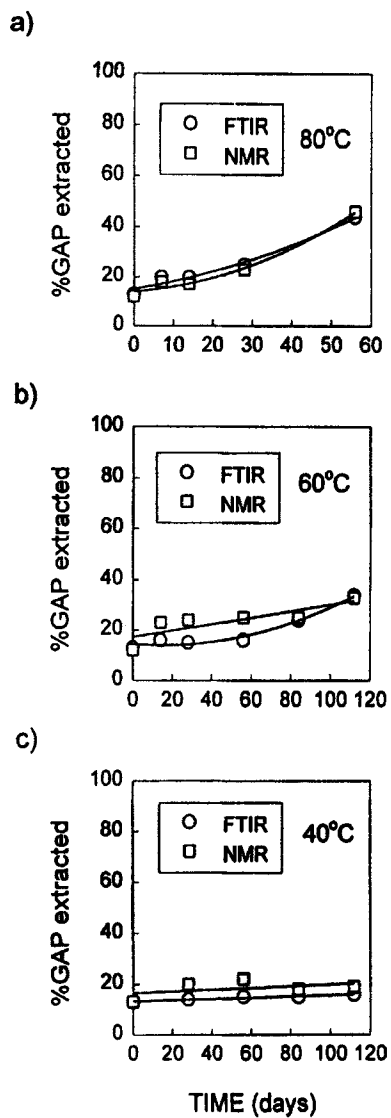 a)
100
80
60
40
20
0
%GAP extracted
FTIR
NMR
80°C
0 10 20 30 40 50 60
b)
100
80
60
40
20
0
%GAP extracted
FTIR
NMR
60°C
0 20 40 60 80 100 120
c)
100
80
60
40
20
0
%GAP extracted
FTIR
NMR
40°C
0 20 40 60 80 100 120
TIME (days)